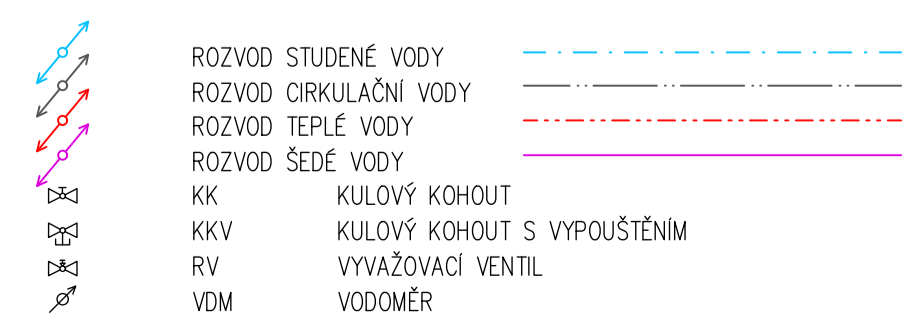 ROZVOD STUDENÉ VODY
ROZVOD CIRKULAČNÍ VODY
ROZVOD TEPLÉ VODY
ROZVOD ŠEDÉ VODY
KK KULOVÝ KOHOUT
KKV KULOVÝ KOHOUT S VYPOUŠTĚNÍM
RV VYVAŽOVACÍ VENTIL
VDM VODOMĚR